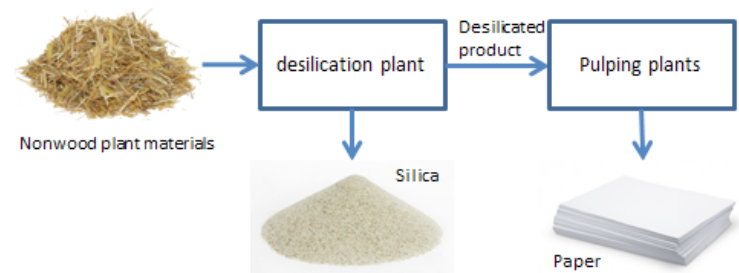 Desilicated
product
desilication plant
Pulping plants
Nonwood plant materials
Silica
Paper